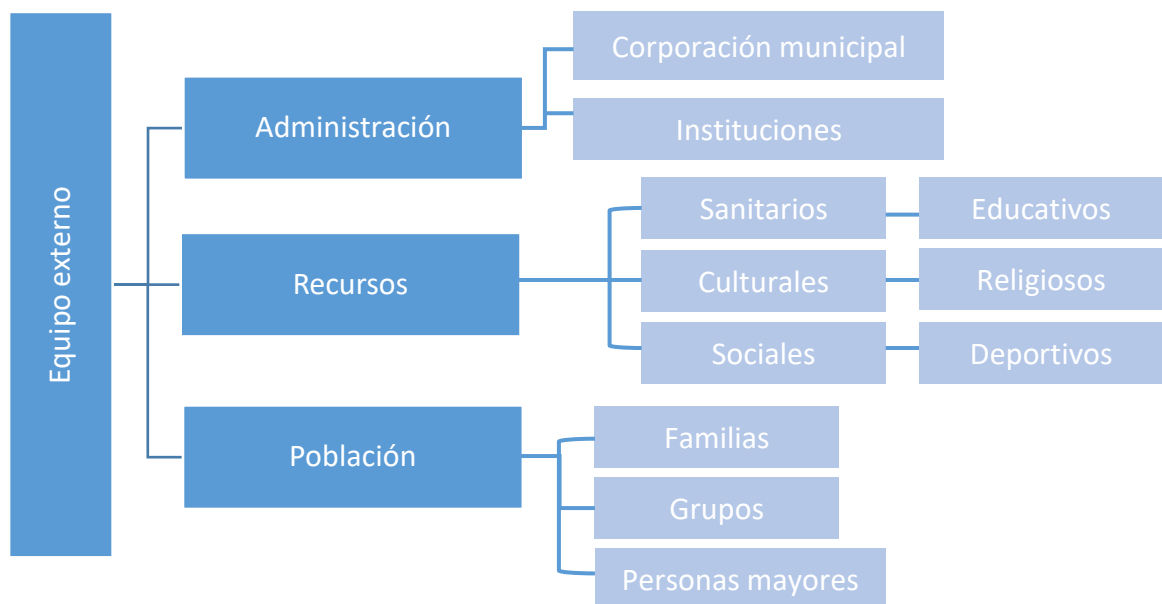 Equipo externo
Administración
Corporación municipal
Instituciones
Recursos
Sanitarios
Educativos
Culturales
Religiosos
Sociales
Deportivos
Población
Familias
Grupos
Personas mayores